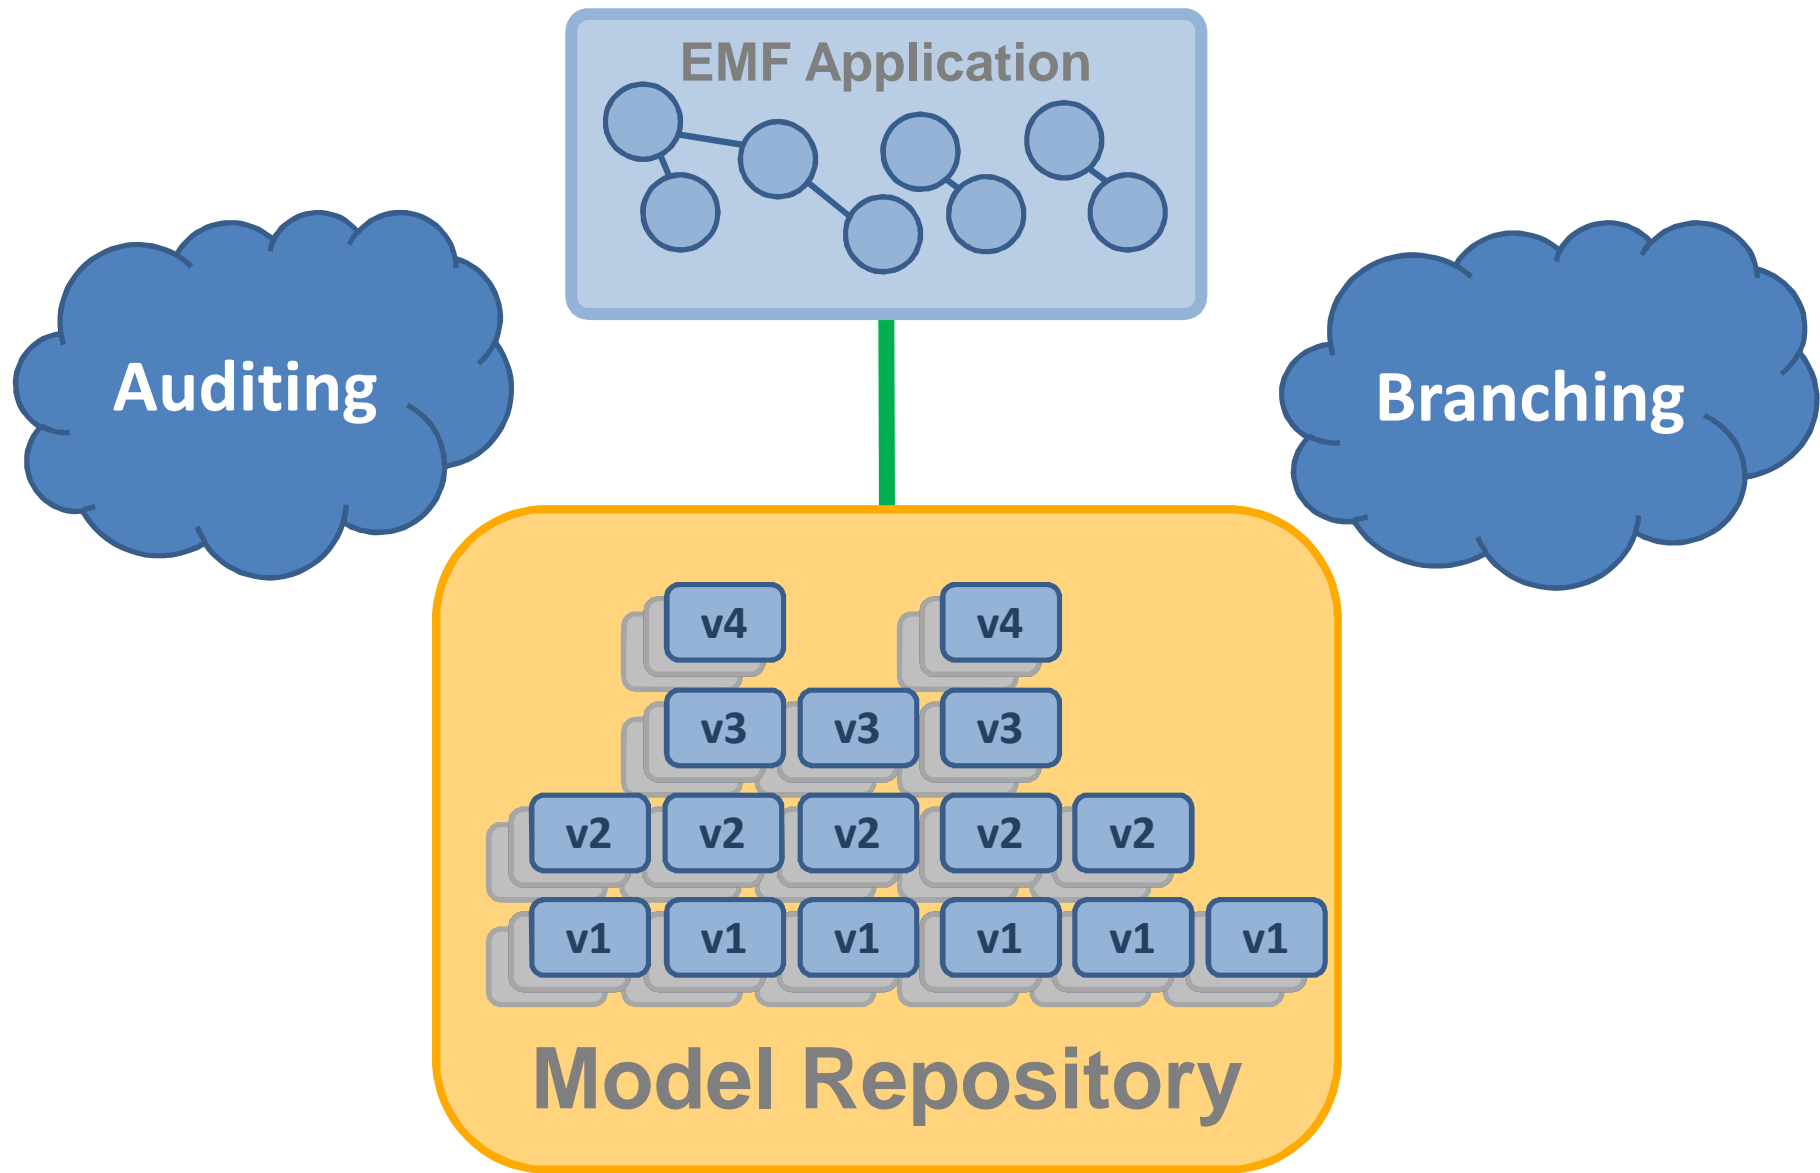 EMF Application
Auditing
Branching
v4 v4
v3 v3 v3
v2 v2 v2 v2 v2
v1 v1 v1 v1 v1 v1
Model Repository